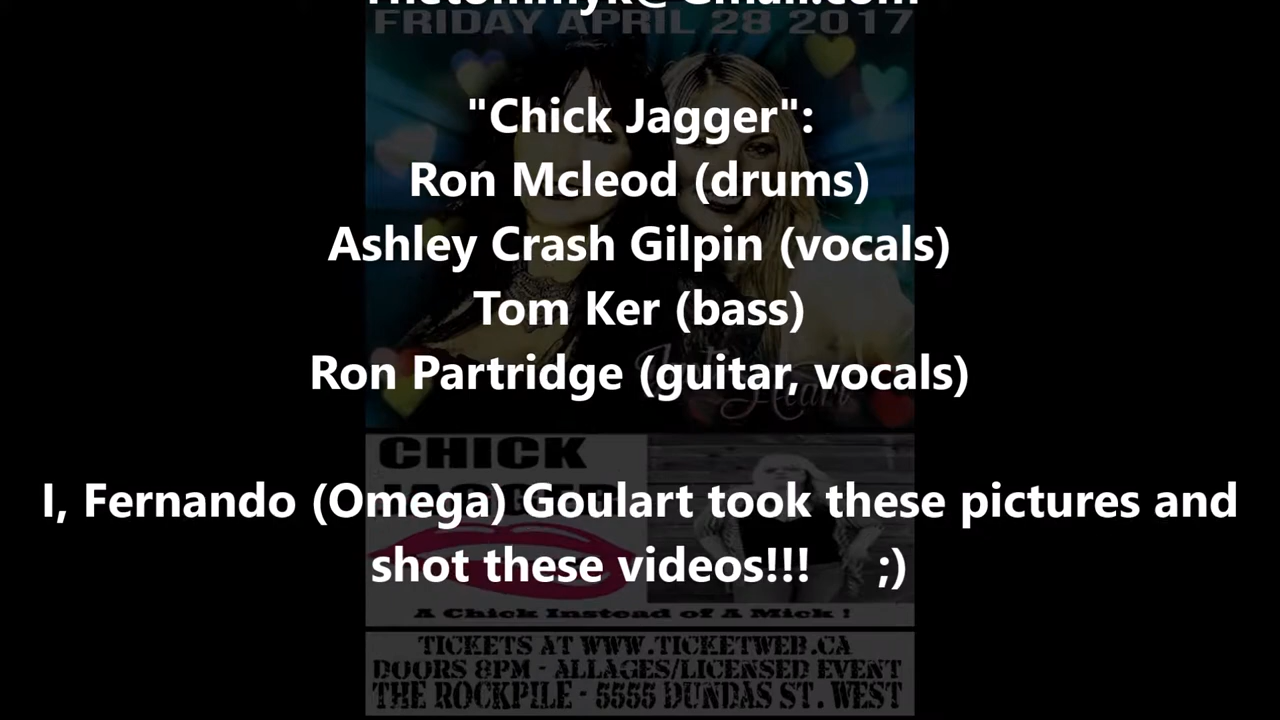 FRIDAY APRIL 28 2017
"Chick Jagger":
Ron Mcleod (drums)
Ashley Crash Gilpin (vocals)
Tom Ker (bass)
Ron Partridge (guitar, vocals)
Heart
CHICK
JAGGER
I, Fernando (Omega) Goulart took these pictures and
shot these videos!!! ;)
A Chick Instead of A Mick !
TICKETS AT WWW.TICKETWEB.CA
DOORS 8PM - ALLAGES/LICENSED EVENT
THE ROCKPILE - 5555 DUNDAS ST. WEST